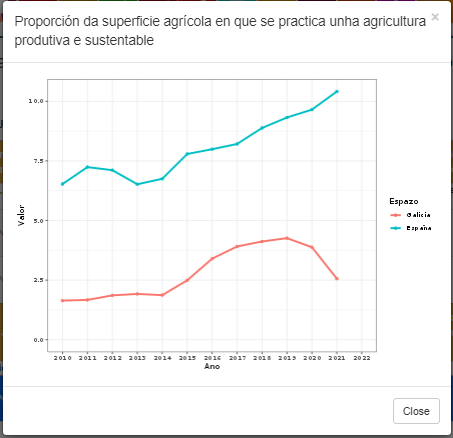 Proporción da superficie agrícola en que se practica unha agricultura
produtiva e sustentable
×
10.0
7.5
5.0
2.5
0.0
Valor
2010 2011 2012 2013 2014 2015 2016 2017 2018 2019 2020 2021 2022
Ano
Espazo
Galicia
España
Close